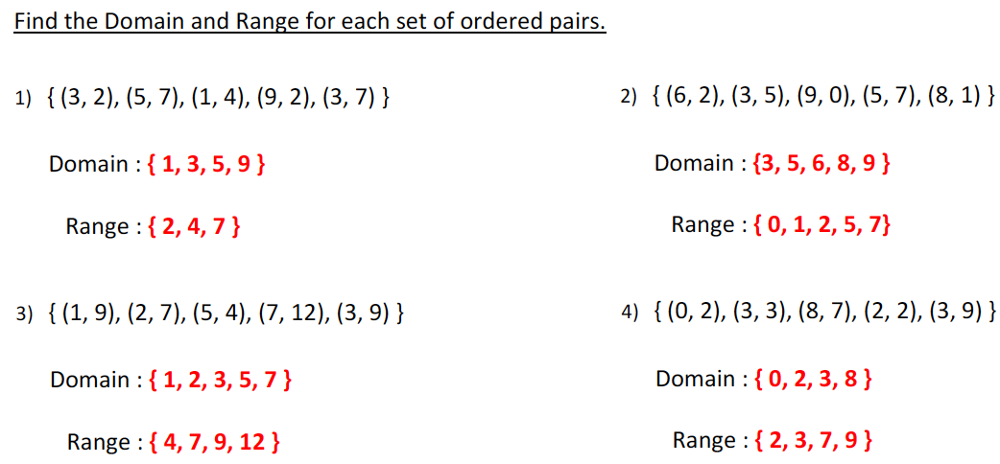 Find the Domain and Range for each set of ordered pairs.
1) { (3, 2), (5, 7), (1, 4), (9, 2), (3, 7) }
Domain : { 1, 3, 5, 9 }
Range : { 2, 4, 7 }
2) { (6, 2), (3, 5), (9, 0), (5, 7), (8, 1) }
Domain : {3, 5, 6, 8, 9 }
Range : { 0, 1, 2, 5, 7}
3) { (1, 9), (2, 7), (5, 4), (7, 12), (3, 9) }
Domain : { 1, 2, 3, 5, 7 }
Range : { 4, 7, 9, 12 }
4) { (0, 2), (3, 3), (8, 7), (2, 2), (3, 9) }
Domain : { 0, 2, 3, 8 }
Range : { 2, 3, 7, 9 }